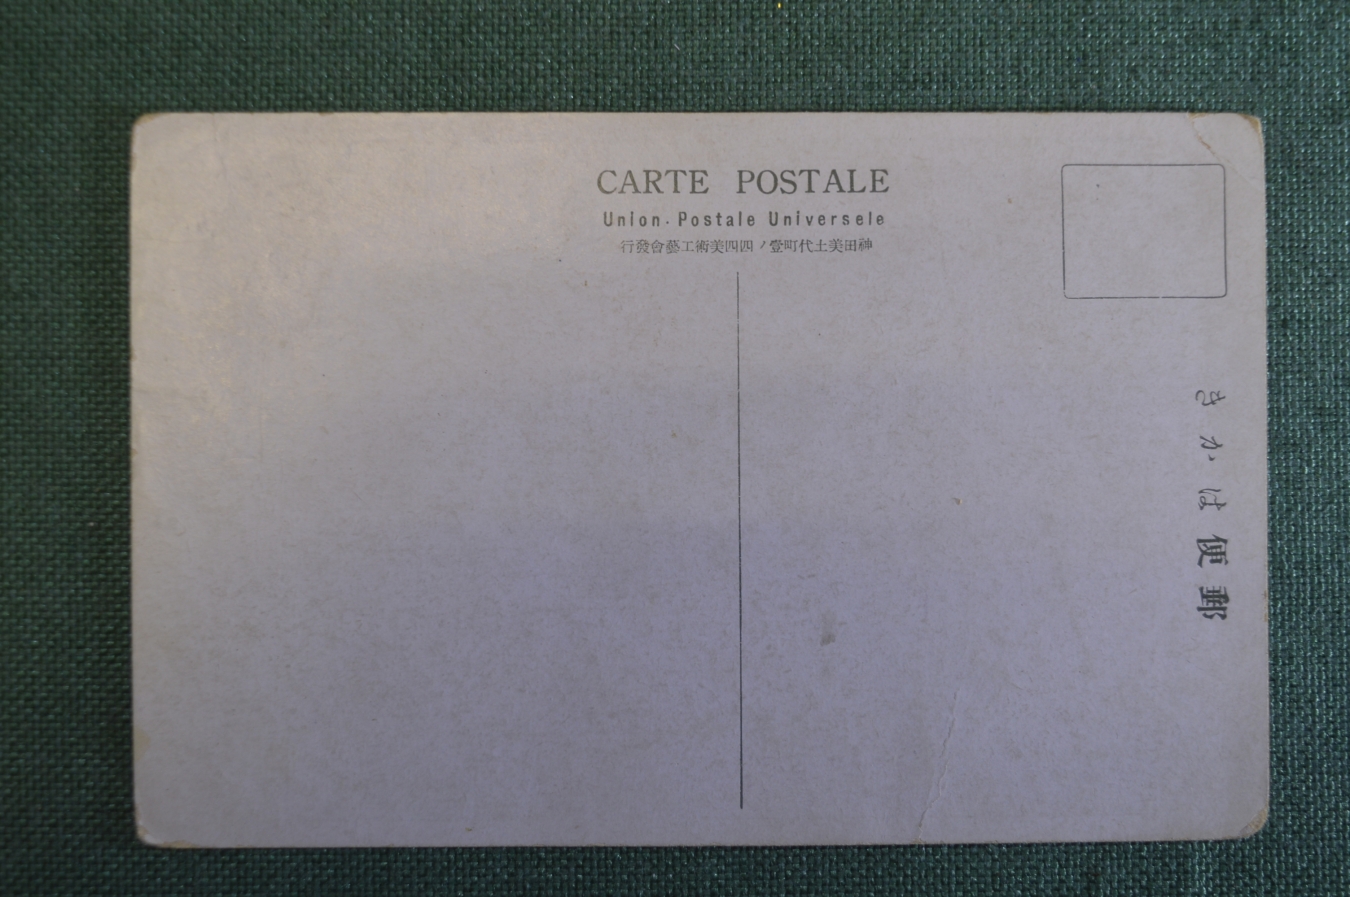 CARTE POSTALE
Union Postale Universele
神田美土代町壹ノ四四美術工藝會發行
郵便はかき